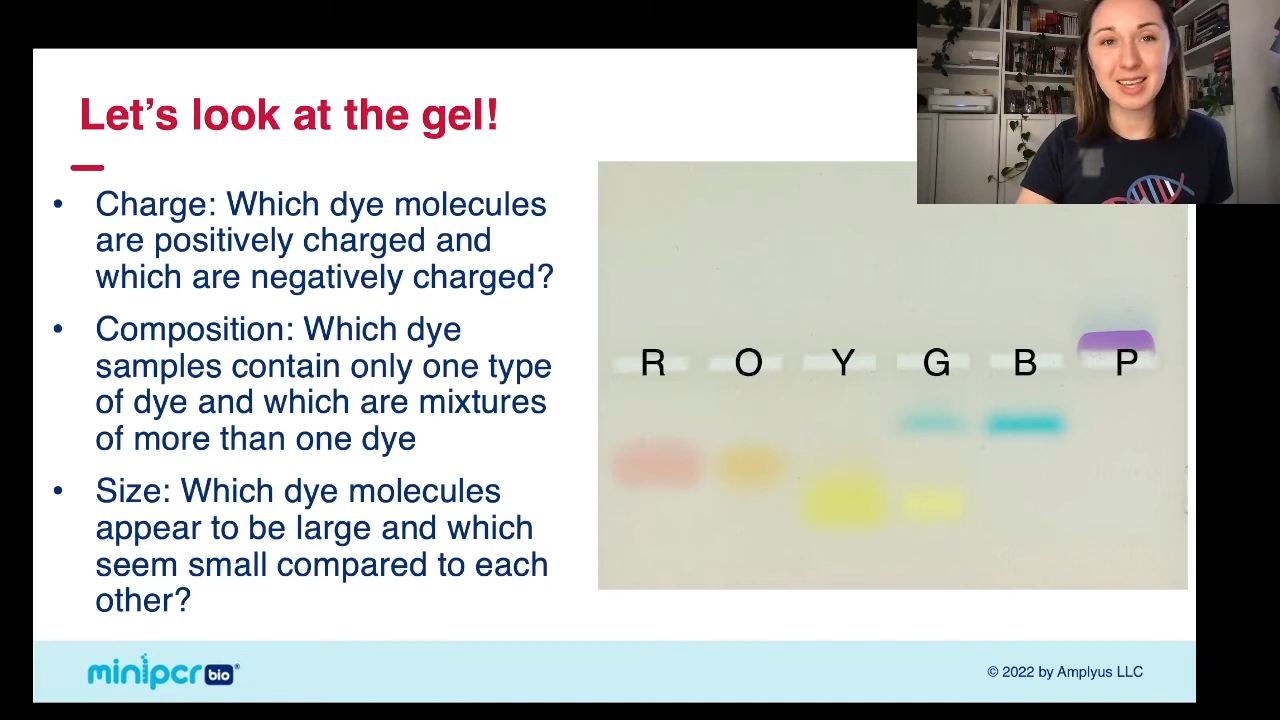 Let's look at the gel!
• Charge: Which dye molecules
are positively charged and
which are negatively charged?
• Composition: Which dye
samples contain only one type
of dye and which are mixtures
of more than one dye
• Size: Which dye molecules
appear to be large and which
seem small compared to each
other?
R O Y G B P
minipcr bio®
© 2022 by Amplyus LLC